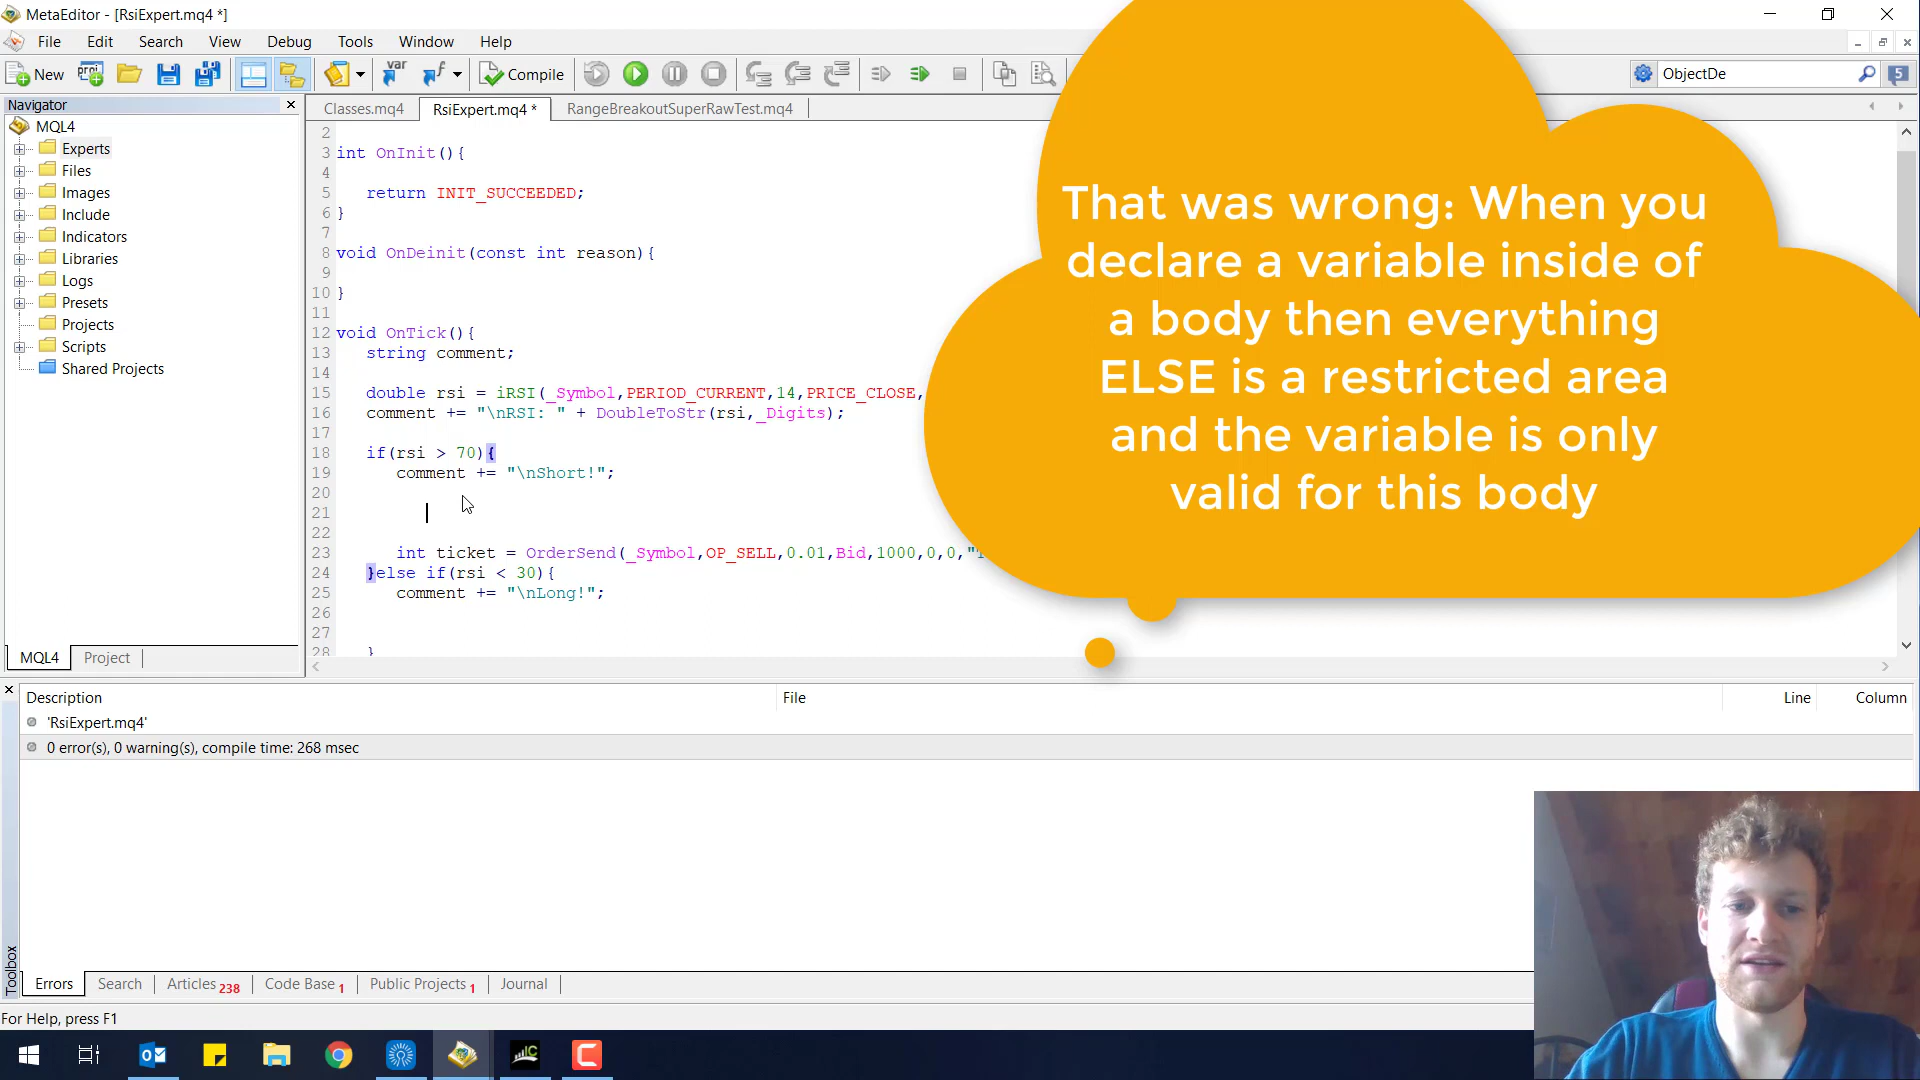 MetaEditor - [RsiExpert.mq4 *]
File Edit Search View Debug Tools Window Help
New Compile ObjectDe 5
Navigator
MQL4
Experts
Files
Images
Include
Indicators
Libraries
Logs
Presets
Projects
Scripts
Shared Projects
MQL4 Project
Classes.mq4 RsiExpert.mq4 * RangeBreakoutSuperRawTest.mq4
2
3 int OnInit(){
4
5 return INIT_SUCCEEDED;
6 }
7
8 void OnDeinit(const int reason){
9
10 }
11
12 void OnTick(){
13 string comment;
14
15 double rsi = iRSI(_Symbol,PERIOD_CURRENT,14,PRICE_CLOSE,
16 comment += "\nRSI: " + DoubleToStr(rsi,_Digits);
17
18 if(rsi > 70){
19 comment += "\nShort!";
20
21
22
23 int ticket = OrderSend(_Symbol,OP_SELL,0.01,Bid,1000,0,0,"
24 }else if(rsi < 30){
25 comment += "\nLong!";
26
27
28 }
That was wrong: When you
declare a variable inside of
a body then everything
ELSE is a restricted area
and the variable is only
valid for this body
Description File Line Column
'RsiExpert.mq4'
0 error(s), 0 warning(s), compile time: 268 msec
Toolbox
Errors Search Articles 238 Code Base 1 Public Projects 1 Journal
For Help, press F1
IC